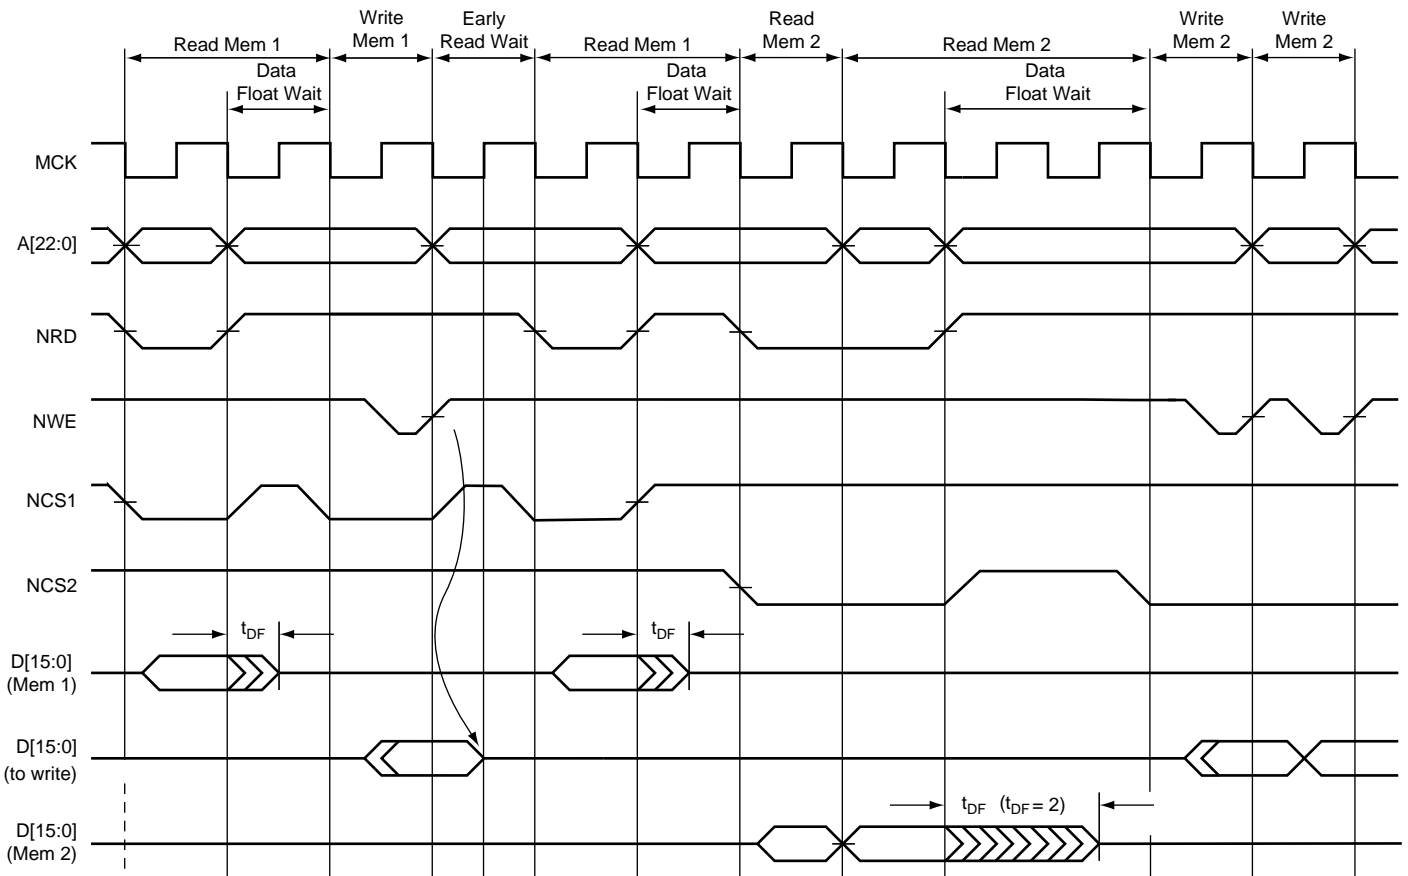 Write
Mem 1
Early
Read Wait
Read
Mem 2
Write
Mem 2
Write
Mem 2
Read Mem 1
Read Mem 1
Read Mem 2
Data
Float Wait
Data
Float Wait
Data
Float Wait
MCK
A[22:0]
NRD
NWE
NCS1
NCS2
tDF
tDF
D[15:0]
(Mem 1)
D[15:0]
(to write)
tDF (tDF = 2)
D[15:0]
(Mem 2)